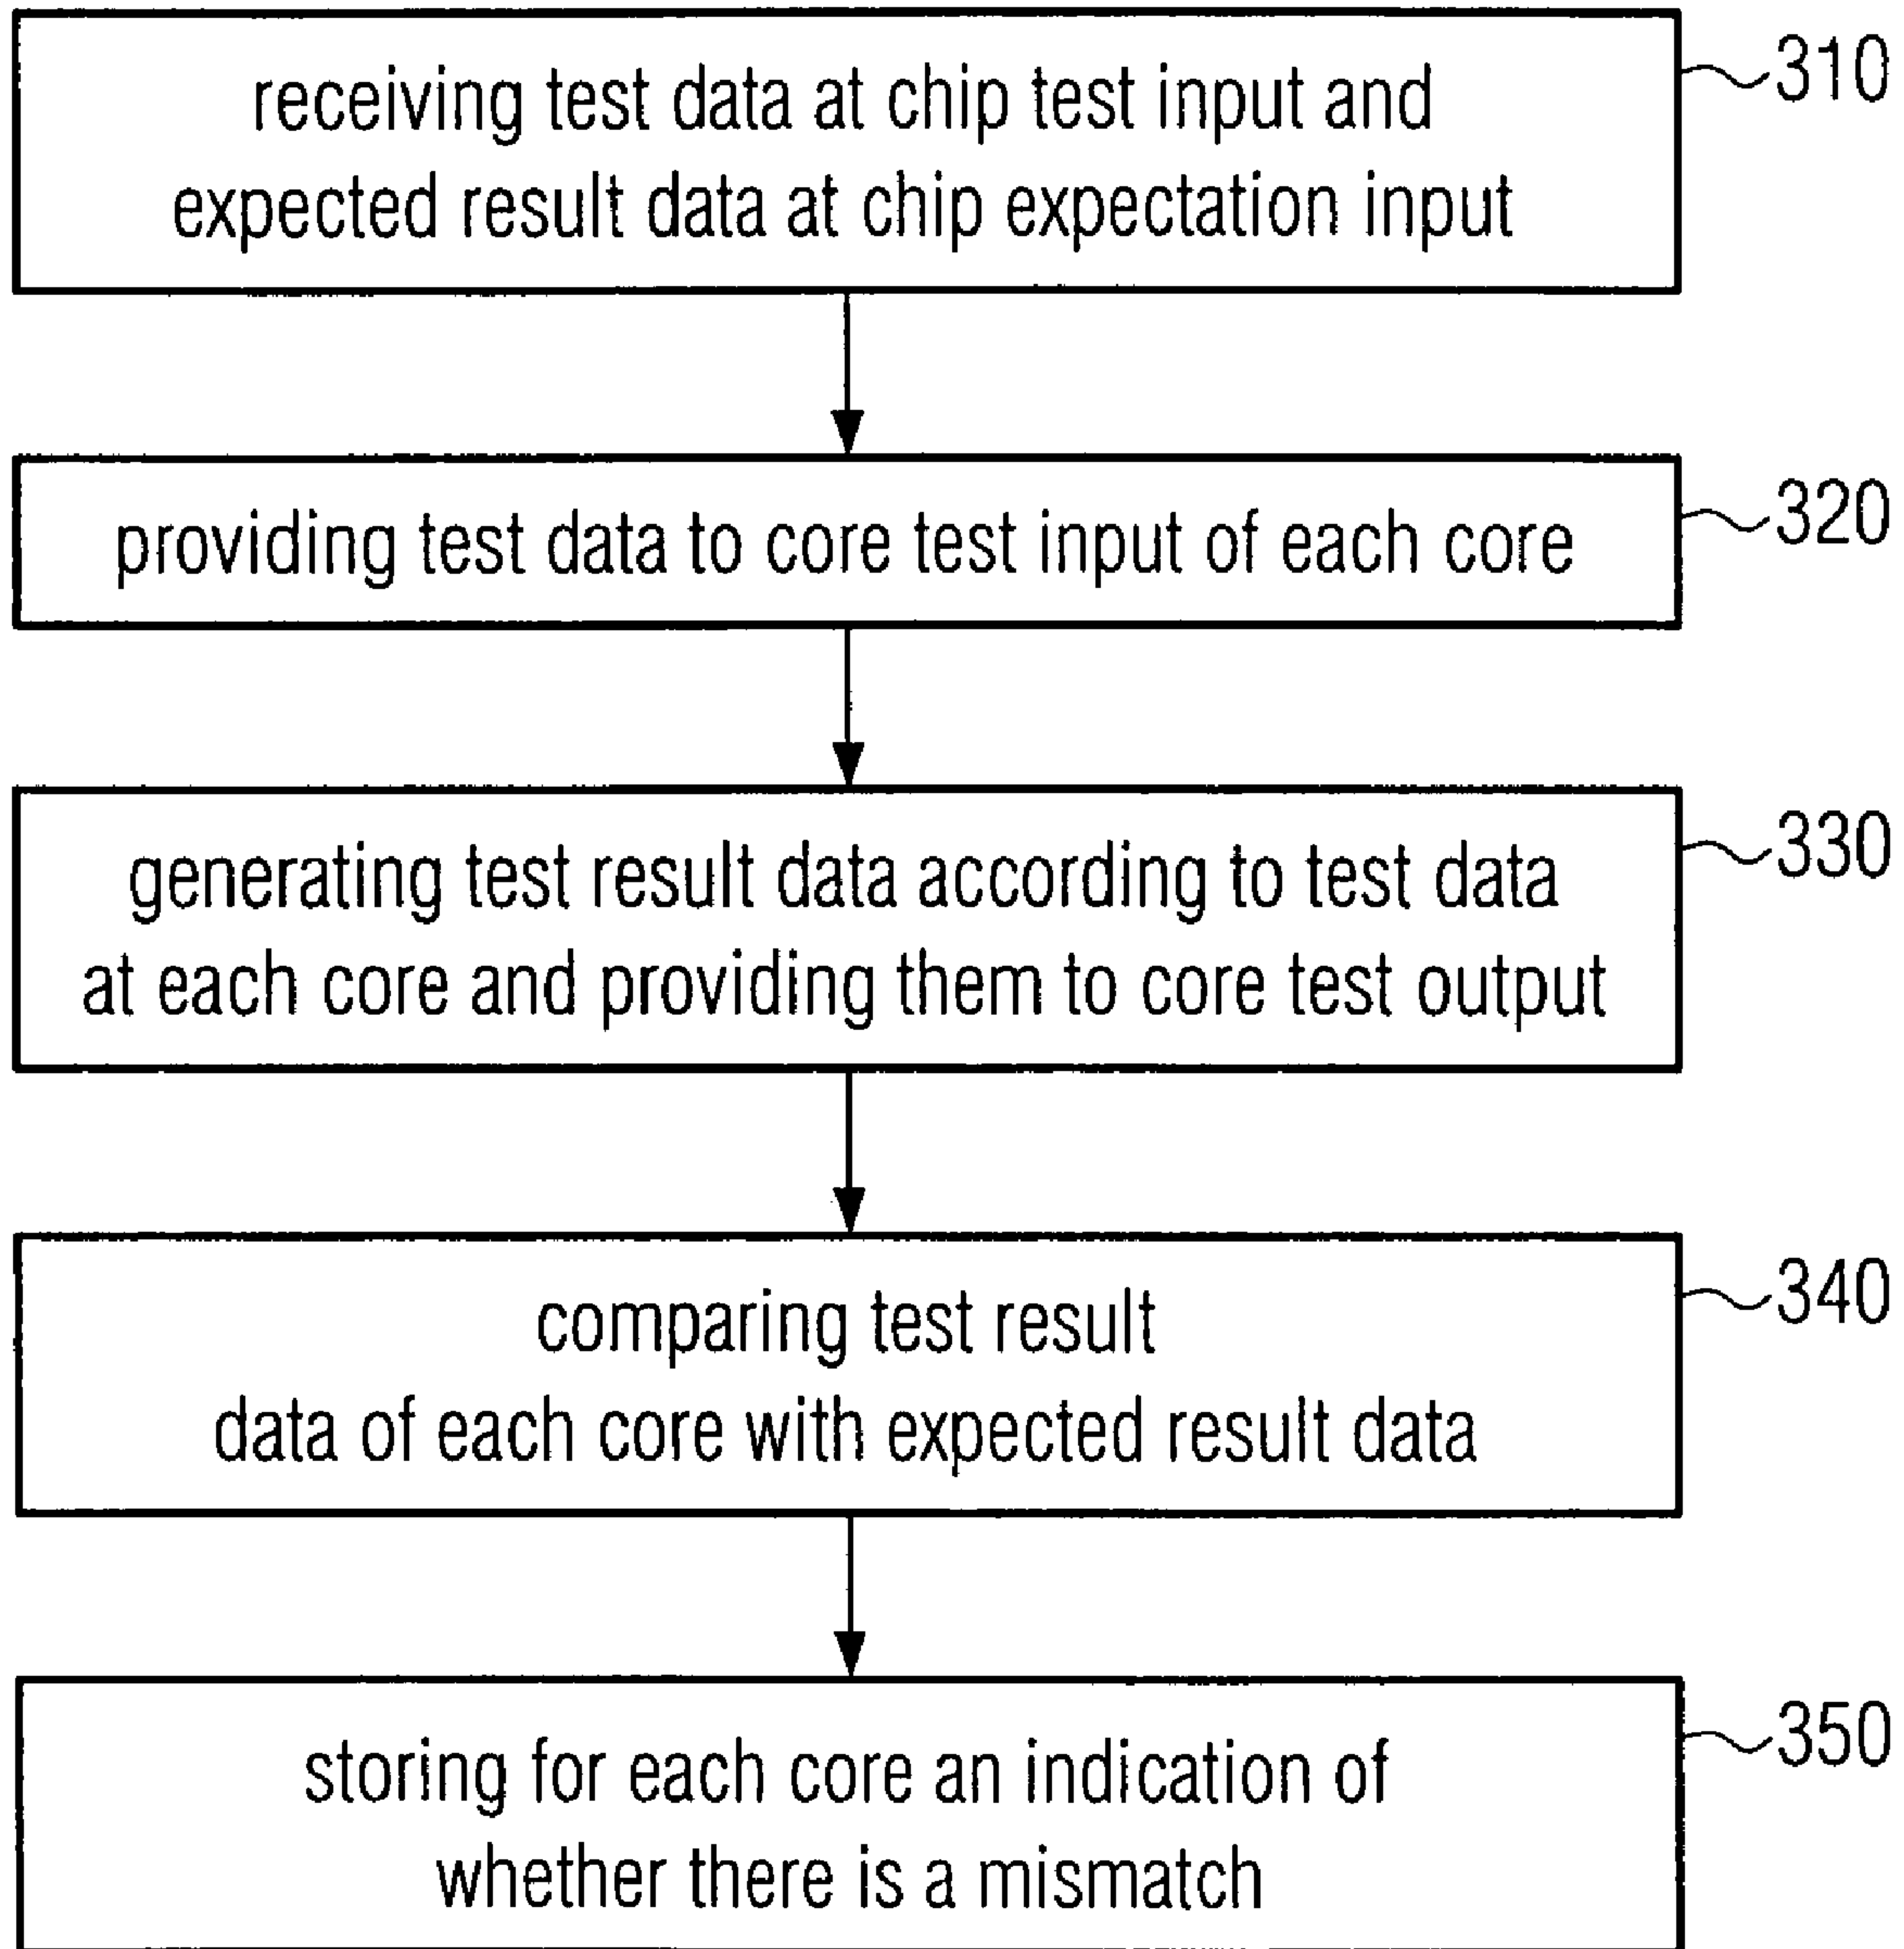 receiving test data at chip test input and
expected result data at chip expectation input
310
providing test data to core test input of each core
320
generating test result data according to test data
at each core and providing them to core test output
330
comparing test result
data of each core with expected result data
340
storing for each core an indication of
whether there is a mismatch
350